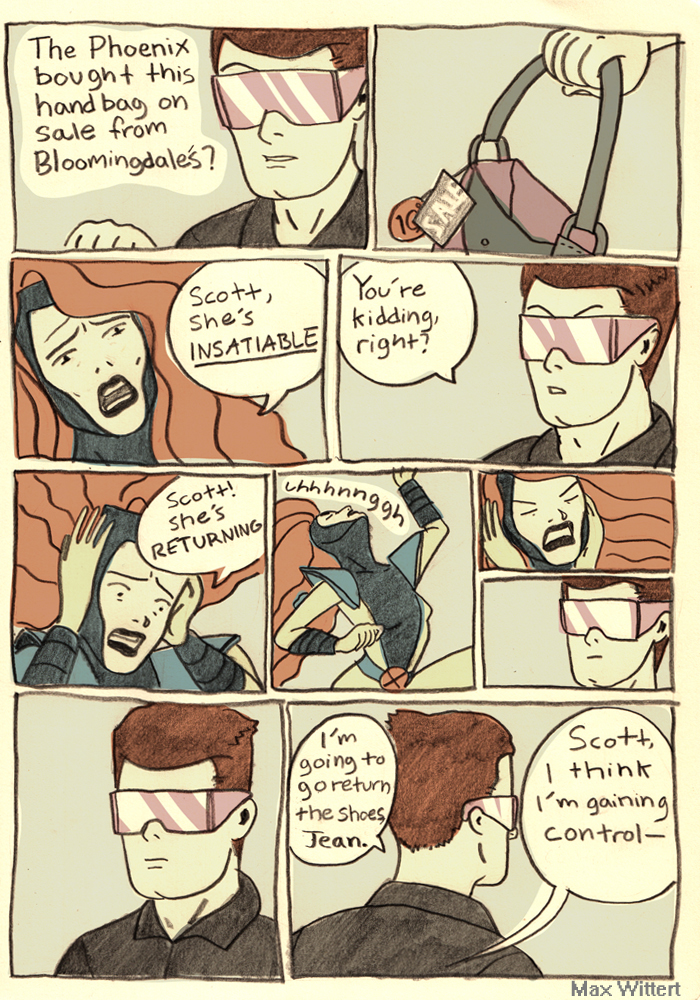 The Phoenix
bought this
handbag on
sale from
Bloomingdale's?
10
SALE
Scott,
she's
INSATIABLE
You're
kidding,
right?
Scott!
she's
RETURNING
uhhhnnggh
I'm
going to
go return
the shoes,
Jean.
Scott,
I think
I'm gaining
control—
Max Wittert